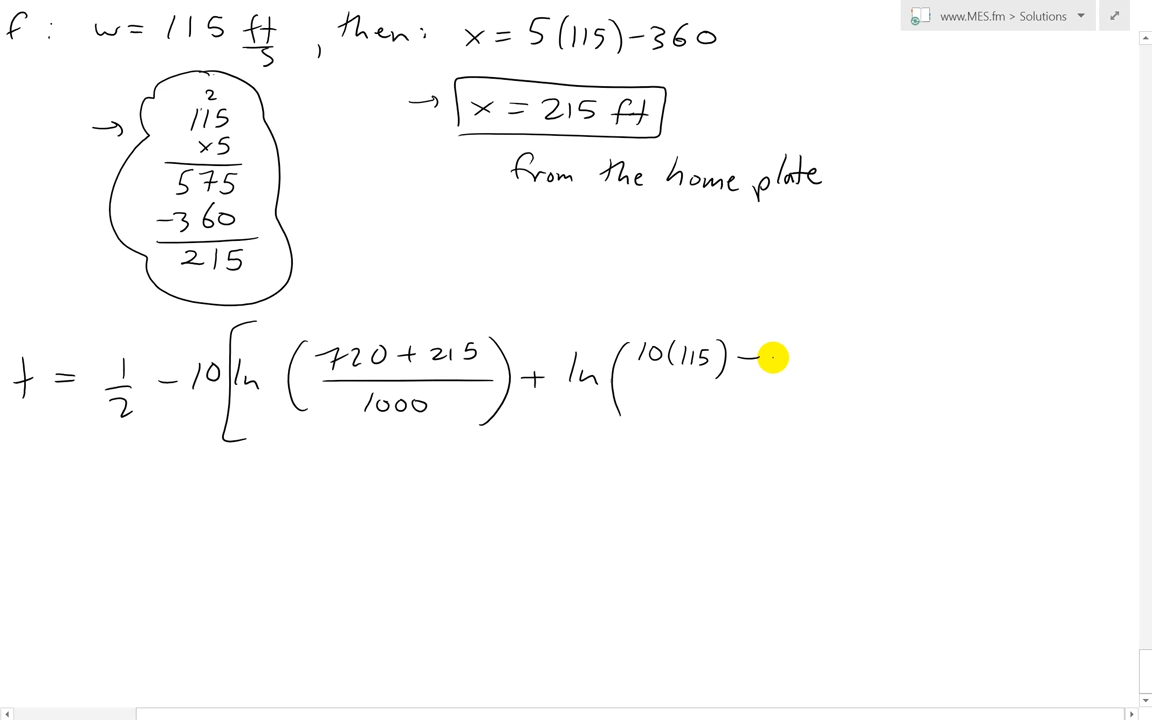 www.MES.fm > Solutions
f : w = 115 ft/s , then: x = 5(115) - 360
→ 2
115
x5
575
-360
215
→ x = 215 ft
from the home plate
t = 1/2 - 10[ln (720 + 215 / 1000) + ln (10(115) -